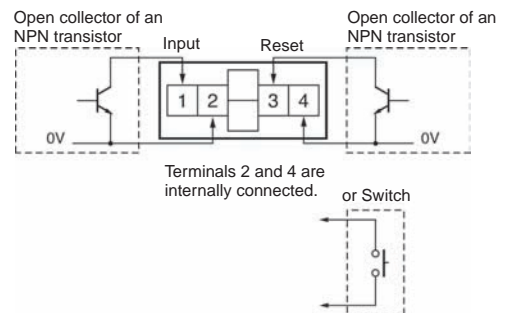 Open collector of an
NPN transistor
Open collector of an
NPN transistor
Input
Reset
1 2 3 4
0V
0V
Terminals 2 and 4 are
internally connected.
or Switch